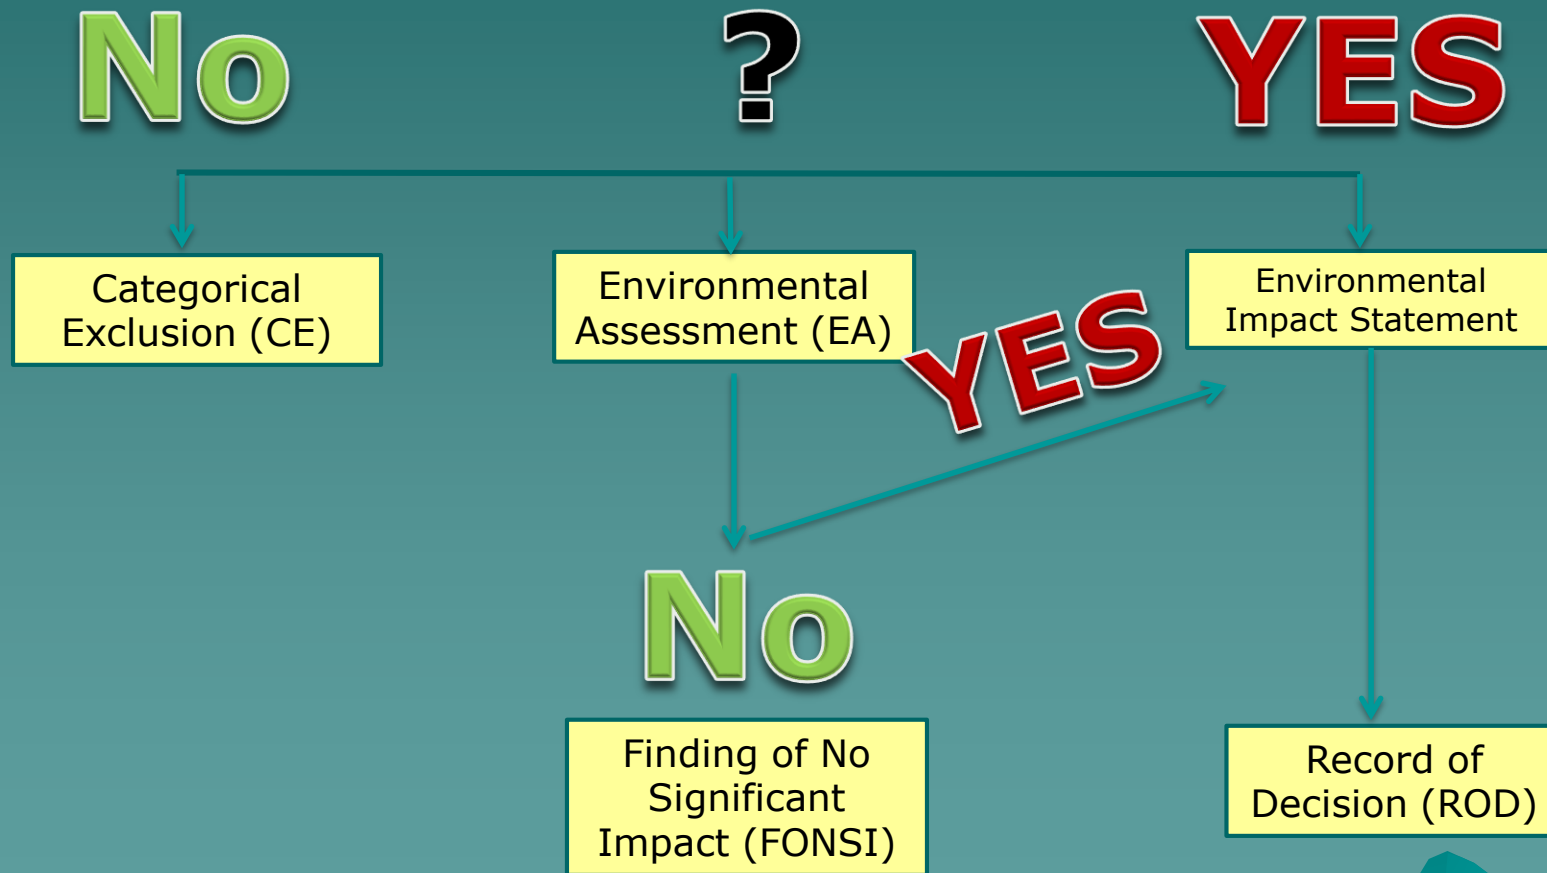 No
?
YES
Categorical
Exclusion (CE)
Environmental
Assessment (EA)
Environmental
Impact Statement
YES
No
Finding of No
Significant
Impact (FONSI)
Record of
Decision (ROD)